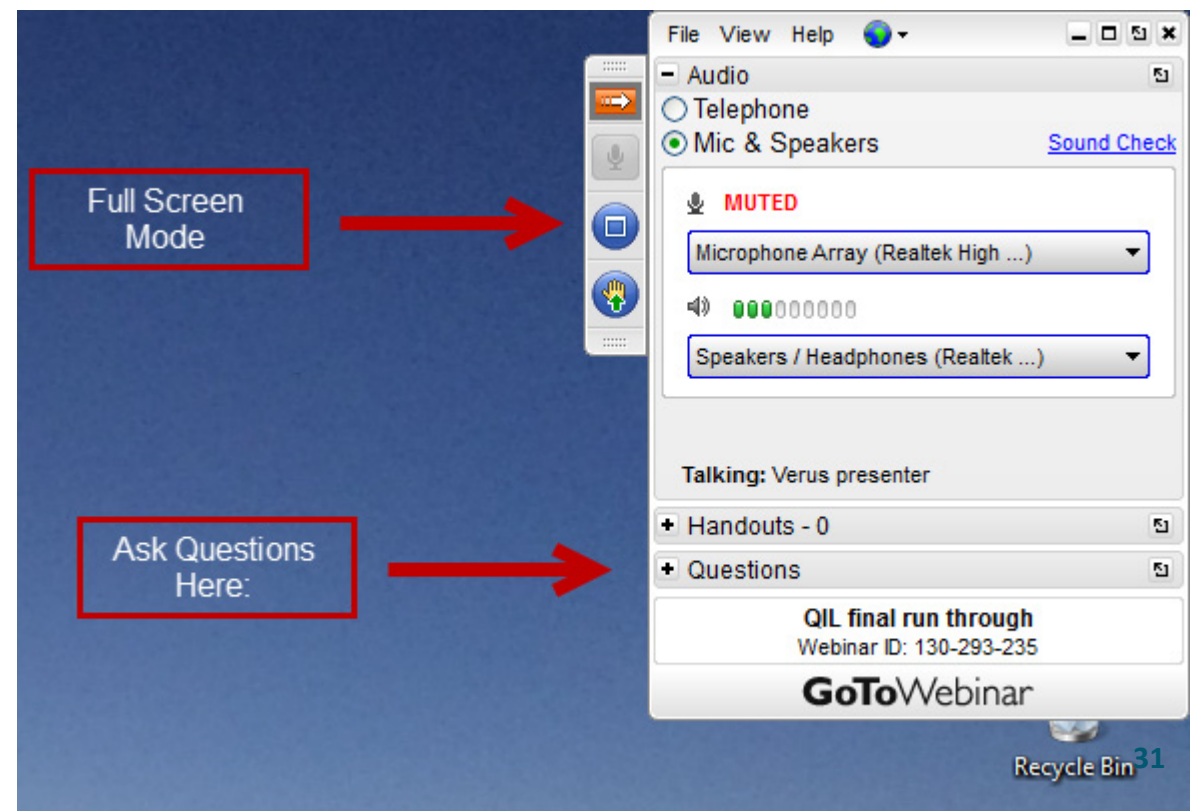 File View Help
Audio
Telephone
Mic & Speakers Sound Check
Full Screen
Mode
MUTED
Microphone Array (Realtek High ...)
Speakers / Headphones (Realtek ...)
Talking: Verus presenter
Ask Questions
Here:
Handouts - 0
Questions
QIL final run through
Webinar ID: 130-293-235
GoToWebinar
Recycle Bin
31